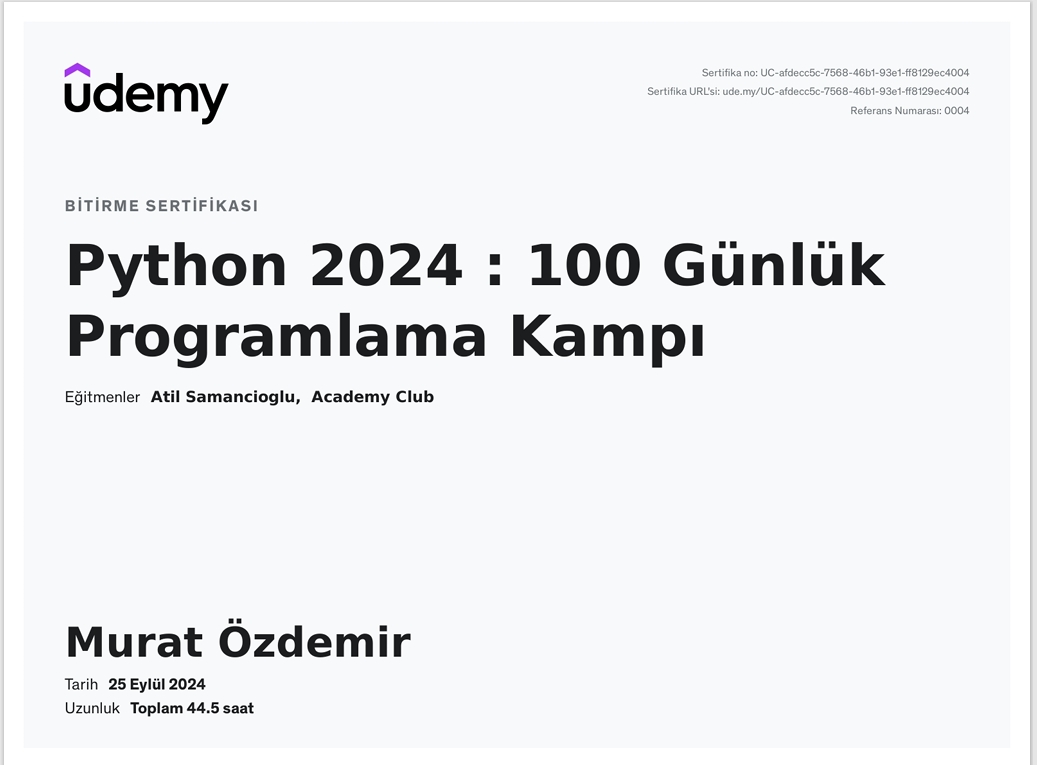 udemy
Sertifika no: UC-afdecc5c-7568-46b1-93e1-ff8129ec4004
Sertifika URL'si: ude.my/UC-afdecc5c-7568-46b1-93e1-ff8129ec4004
Referans Numarası: 0004
BİTİRME SERTİFİKASI
Python 2024 : 100 Günlük
Programlama Kampı
Eğitmenler Atil Samancioglu, Academy Club
Murat Özdemir
Tarih 25 Eylül 2024
Uzunluk Toplam 44.5 saat